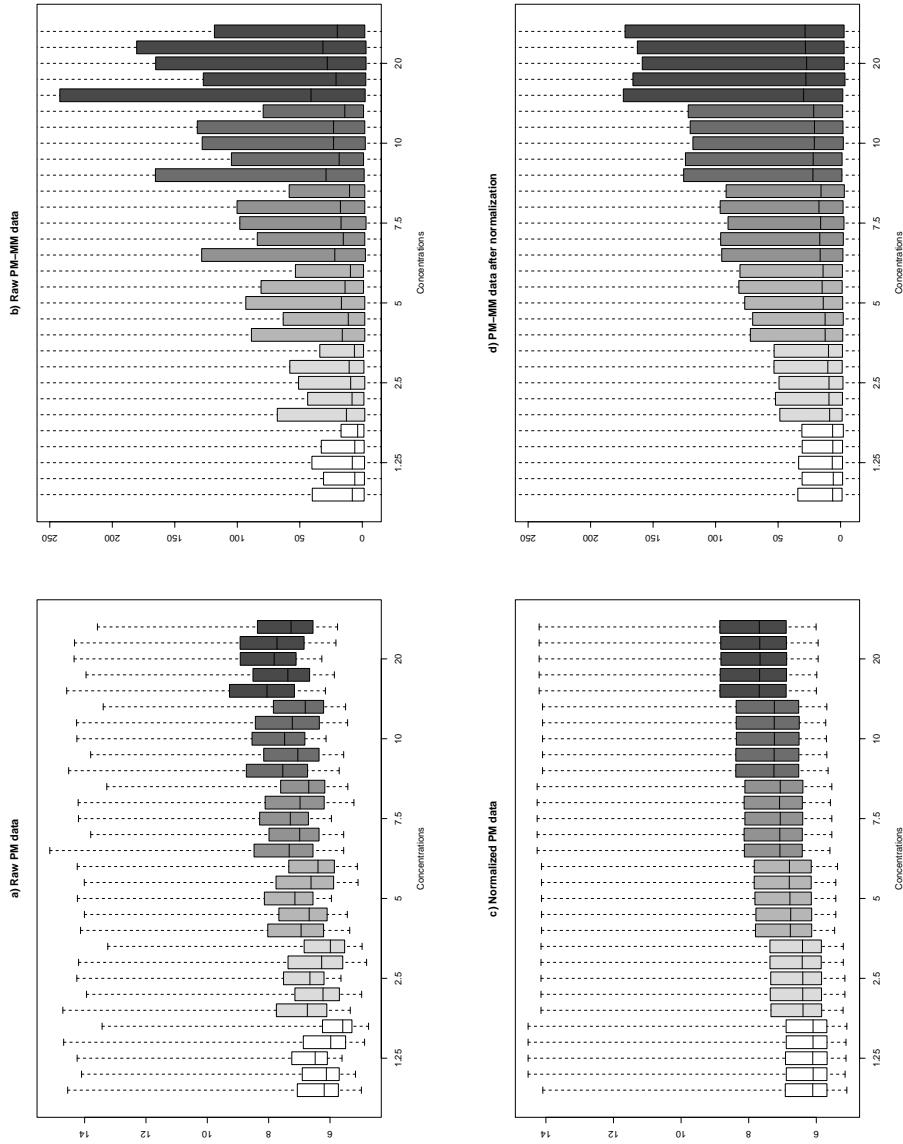 a) Raw PM data
14
12
10
8
6
1.25 2.5 5 7.5 10 20
Concentrations
b) Raw PM−MM data
250
200
150
100
50
0
1.25 2.5 5 7.5 10 20
Concentrations
c) Normalized PM data
14
12
10
8
6
1.25 2.5 5 7.5 10 20
Concentrations
d) PM−MM data after normalization
250
200
150
100
50
0
1.25 2.5 5 7.5 10 20
Concentrations